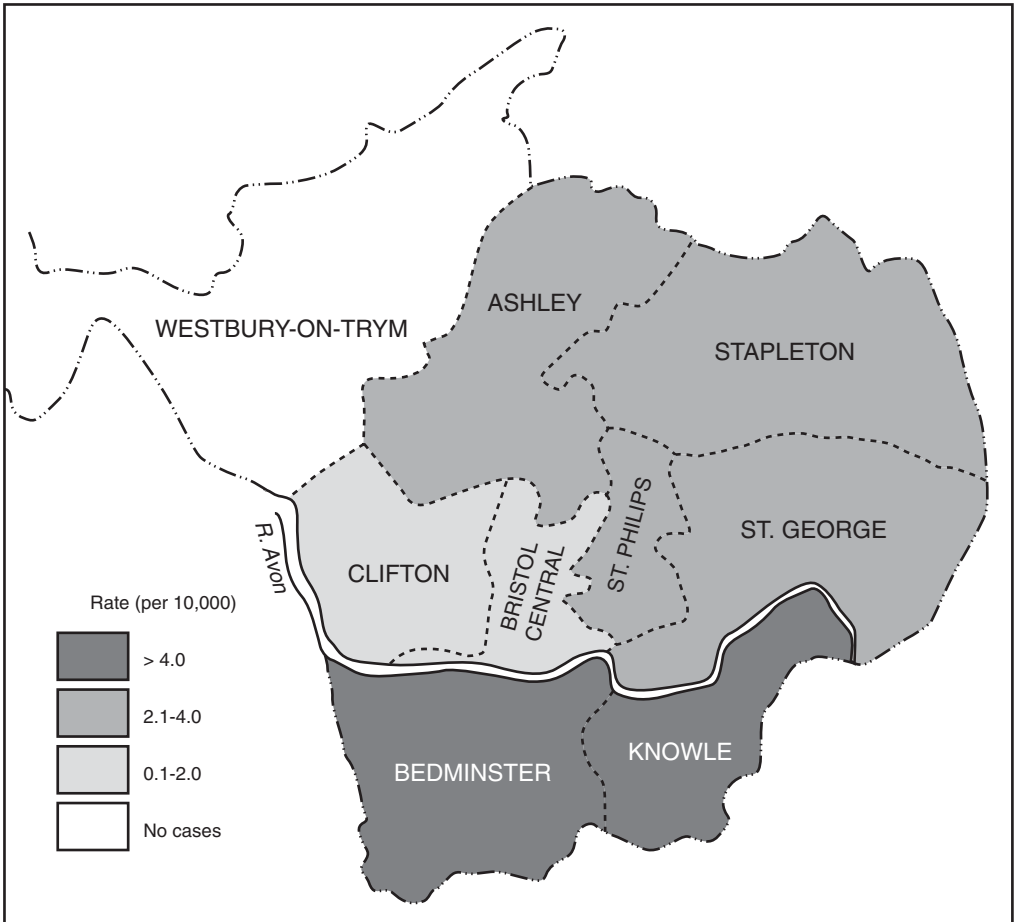 ASHLEY
WESTBURY-ON-TRYM
STAPLETON
ST. PHILIPS
ST. GEORGE
R. Avon
CLIFTON
BRISTOL
CENTRAL
Rate (per 10,000)
> 4.0
2.1-4.0
0.1-2.0
No cases
KNOWLE
BEDMINSTER